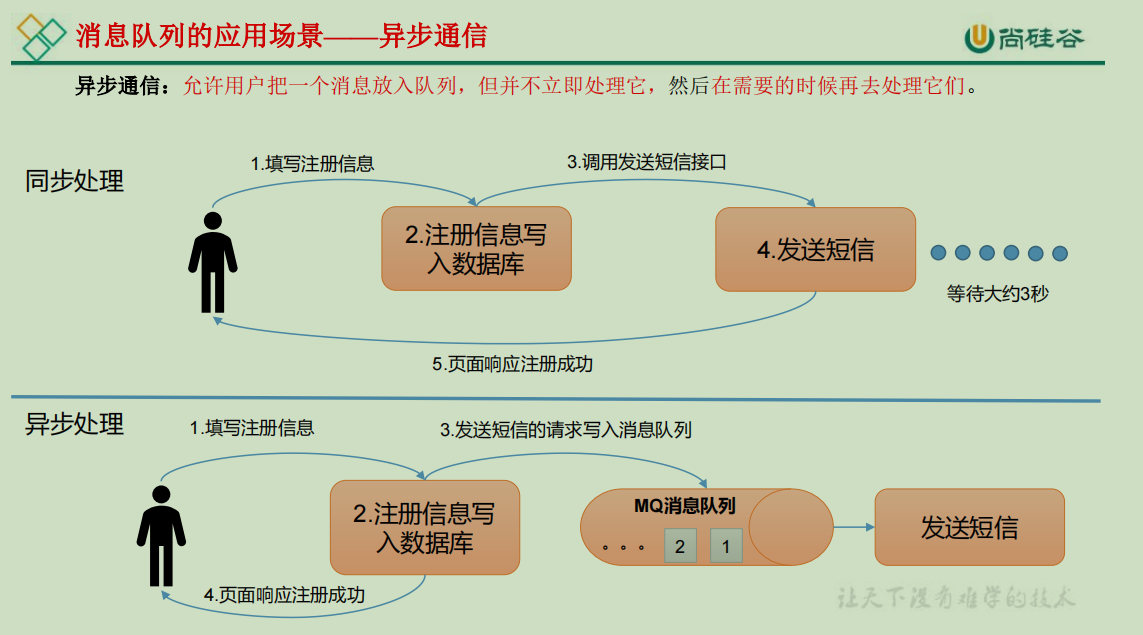 消息队列的应用场景——异步通信
尚硅谷
异步通信：允许用户把一个消息放入队列，但并不立即处理它，然后在需要的时候再去处理它们。
同步处理
1.填写注册信息
3.调用发送短信接口
2.注册信息写
入数据库
4.发送短信
等待大约3秒
5.页面响应注册成功
异步处理
1.填写注册信息
3.发送短信的请求写入消息队列
2.注册信息写
入数据库
MQ消息队列
。。。 2 1
发送短信
4.页面响应注册成功
让天下没有难学的技术